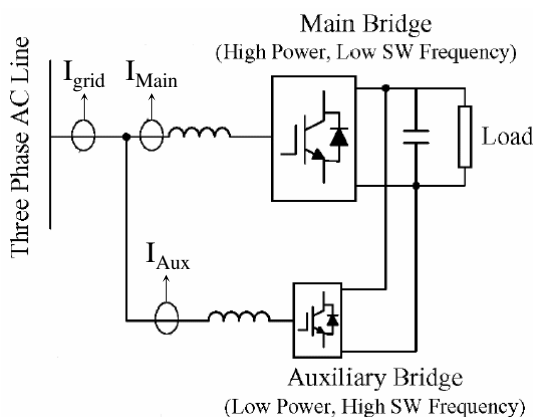 Main Bridge
(High Power, Low SW Frequency)
I_grid
I_Main
Three Phase AC Line
Load
I_Aux
Auxiliary Bridge
(Low Power, High SW Frequency)